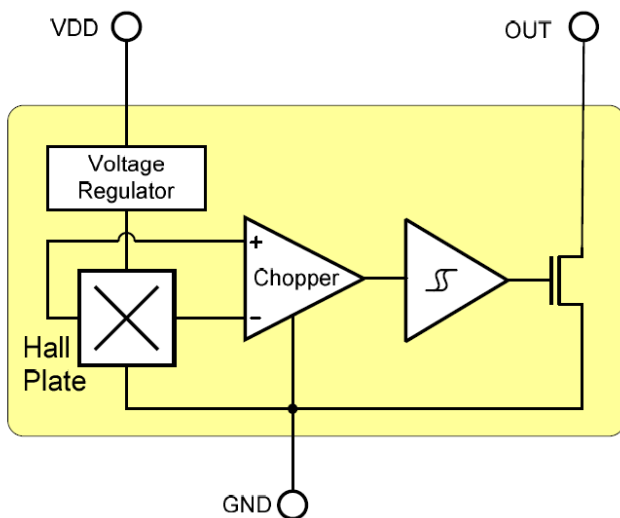 VDD
OUT
Voltage
Regulator
+
Chopper
−
Hall
Plate
GND